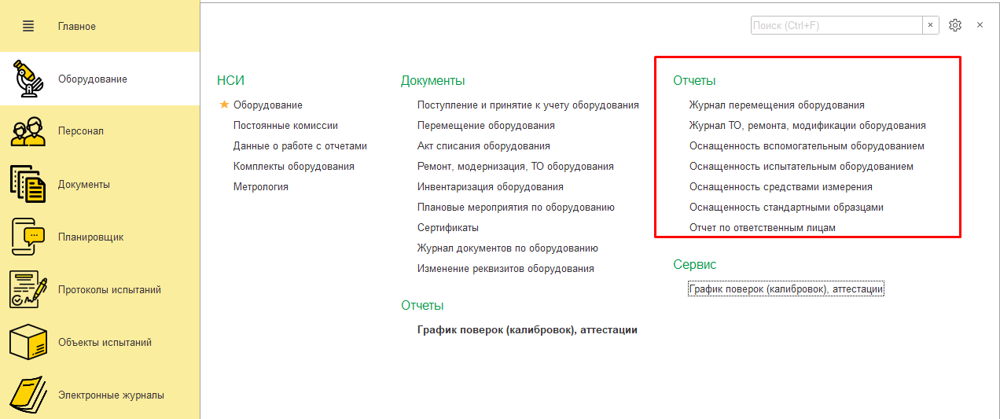 Главное
Оборудование
Персонал
Документы
Планировщик
Протоколы испытаний
Объекты испытаний
Электронные журналы
Поиск (Ctrl+F)
НСИ
Оборудование
Постоянные комиссии
Данные о работе с отчетами
Комплекты оборудования
Метрология
Документы
Поступление и принятие к учету оборудования
Перемещение оборудования
Акт списания оборудования
Ремонт, модернизация, ТО оборудования
Инвентаризация оборудования
Плановые мероприятия по оборудованию
Сертификаты
Журнал документов по оборудованию
Изменение реквизитов оборудования
Отчеты
График поверок (калибровок), аттестации
Отчеты
Журнал перемещения оборудования
Журнал ТО, ремонта, модификации оборудования
Оснащенность вспомогательным оборудованием
Оснащенность испытательным оборудованием
Оснащенность средствами измерения
Оснащенность стандартными образцами
Отчет по ответственным лицам
Сервис
График поверок (калибровок), аттестации